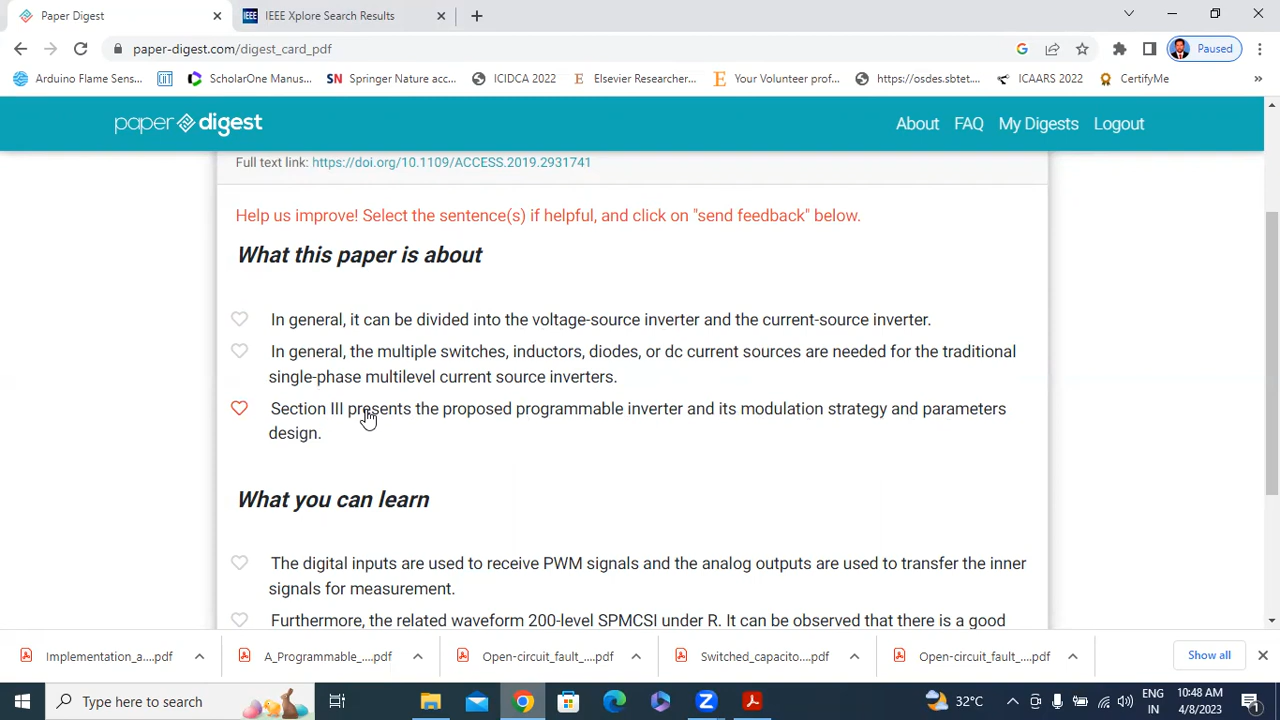 Paper Digest
IEEE Xplore Search Results
paper-digest.com/digest_card_pdf
Paused
Arduino Flame Sens...
ScholarOne Manus...
SN Springer Nature acc...
ICIDCA 2022
E Elsevier Researcher...
E Your Volunteer prof...
https://osdes.sbtet....
ICAARS 2022
CertifyMe
»
paper digest
About FAQ My Digests Logout
Full text link: https://doi.org/10.1109/ACCESS.2019.2931741
Help us improve! Select the sentence(s) if helpful, and click on "send feedback" below.
What this paper is about
In general, it can be divided into the voltage-source inverter and the current-source inverter.
In general, the multiple switches, inductors, diodes, or dc current sources are needed for the traditional
single-phase multilevel current source inverters.
Section III presents the proposed programmable inverter and its modulation strategy and parameters
design.
What you can learn
The digital inputs are used to receive PWM signals and the analog outputs are used to transfer the inner
signals for measurement.
Furthermore, the related waveform 200-level SPMCSI under R. It can be observed that there is a good
Implementation_a....pdf
A_Programmable_....pdf
Open-circuit_fault_....pdf
Switched_capacito....pdf
Open-circuit_fault_....pdf
Show all
Type here to search
32°C
ENG
IN
10:48 AM
4/8/2023
1